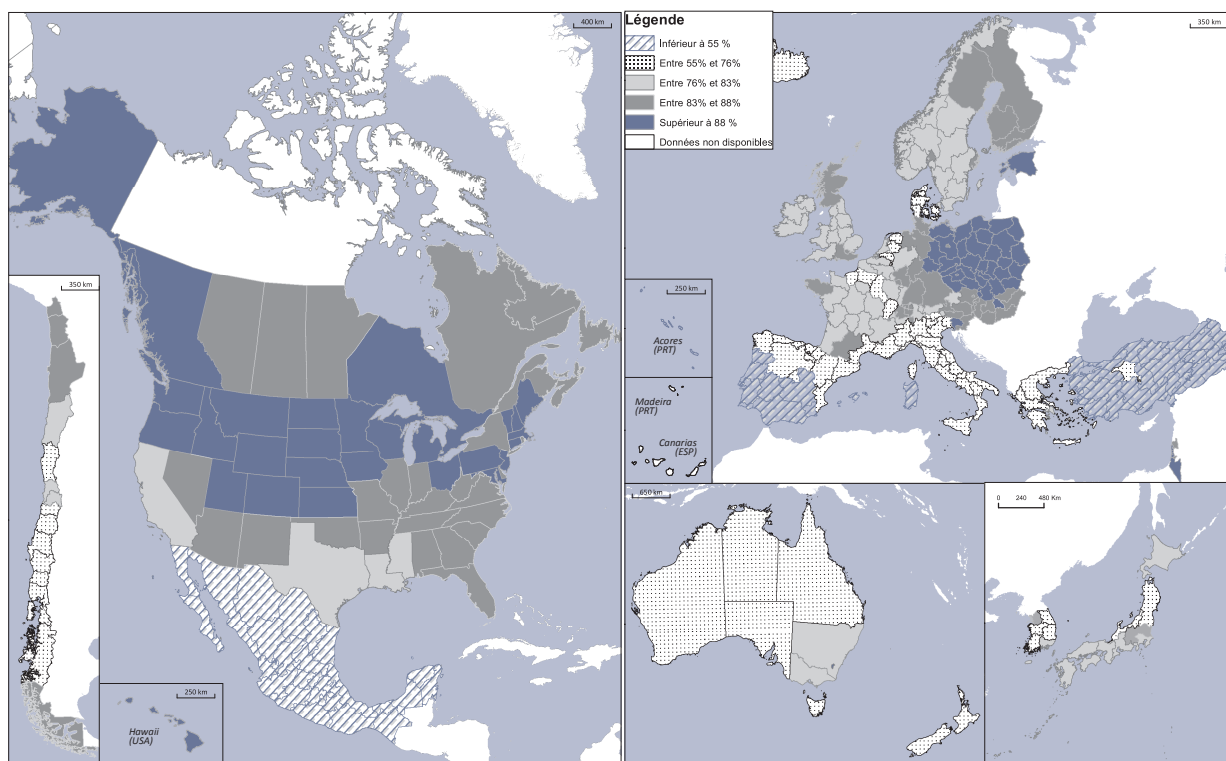 400 km
Légende
Inférieur à 55 %
Entre 55% et 76%
Entre 76% et 83%
Entre 83% et 88%
Supérieur à 88 %
Données non disponibles
350 km
350 km
250 km
Acores
(PRT)
Madeira
(PRT)
Canarias
(ESP)
650 km
0 240 480 Km
250 km
Hawaii
(USA)